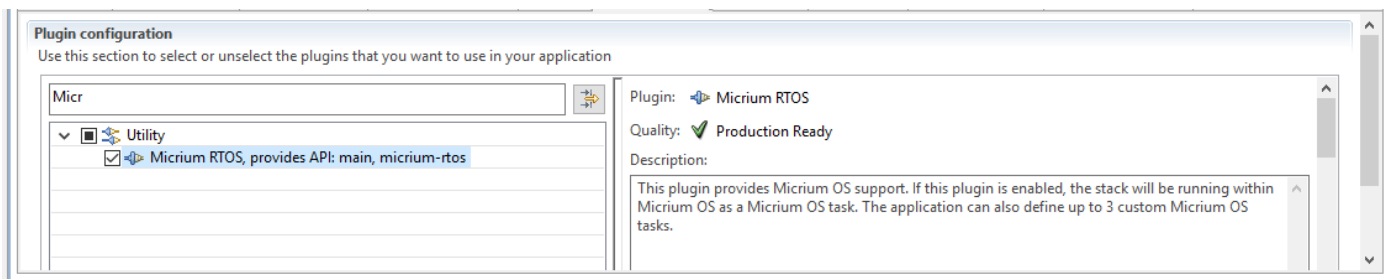 Plugin configuration
Use this section to select or unselect the plugins that you want to use in your application
Micr
Utility
Micrium RTOS, provides API: main, micrium-rtos
Plugin: Micrium RTOS
Quality: Production Ready
Description:
This plugin provides Micrium OS support. If this plugin is enabled, the stack will be running within
Micrium OS as a Micrium OS task. The application can also define up to 3 custom Micrium OS
tasks.